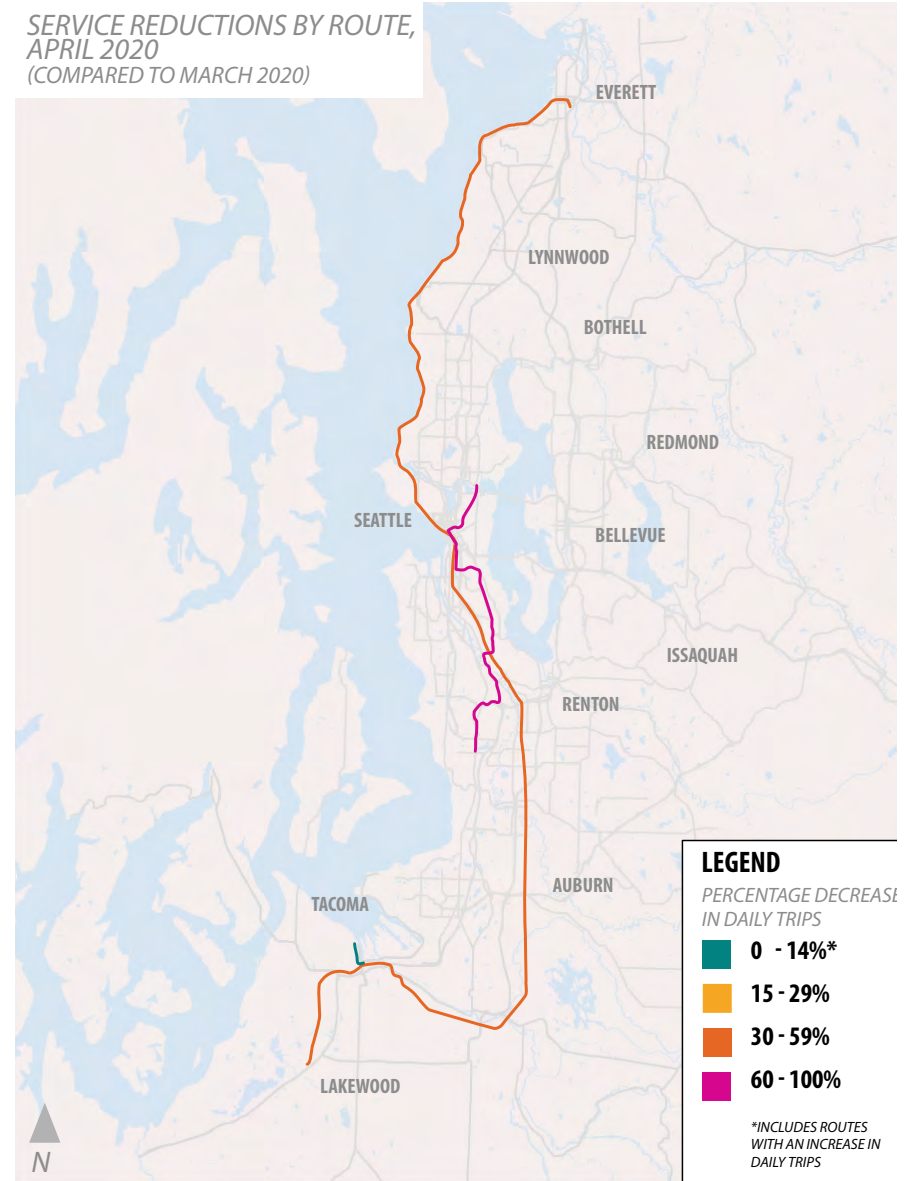 SERVICE REDUCTIONS BY ROUTE,
APRIL 2020
(COMPARED TO MARCH 2020)
EVERETT
LYNNWOOD
BOTHELL
REDMOND
SEATTLE
BELLEVUE
ISSAQUAH
RENTON
AUBURN
TACOMA
LAKEWOOD
N
LEGEND
PERCENTAGE DECREASE
IN DAILY TRIPS
0 - 14%*
15 - 29%
30 - 59%
60 - 100%
*INCLUDES ROUTES
WITH AN INCREASE IN
DAILY TRIPS